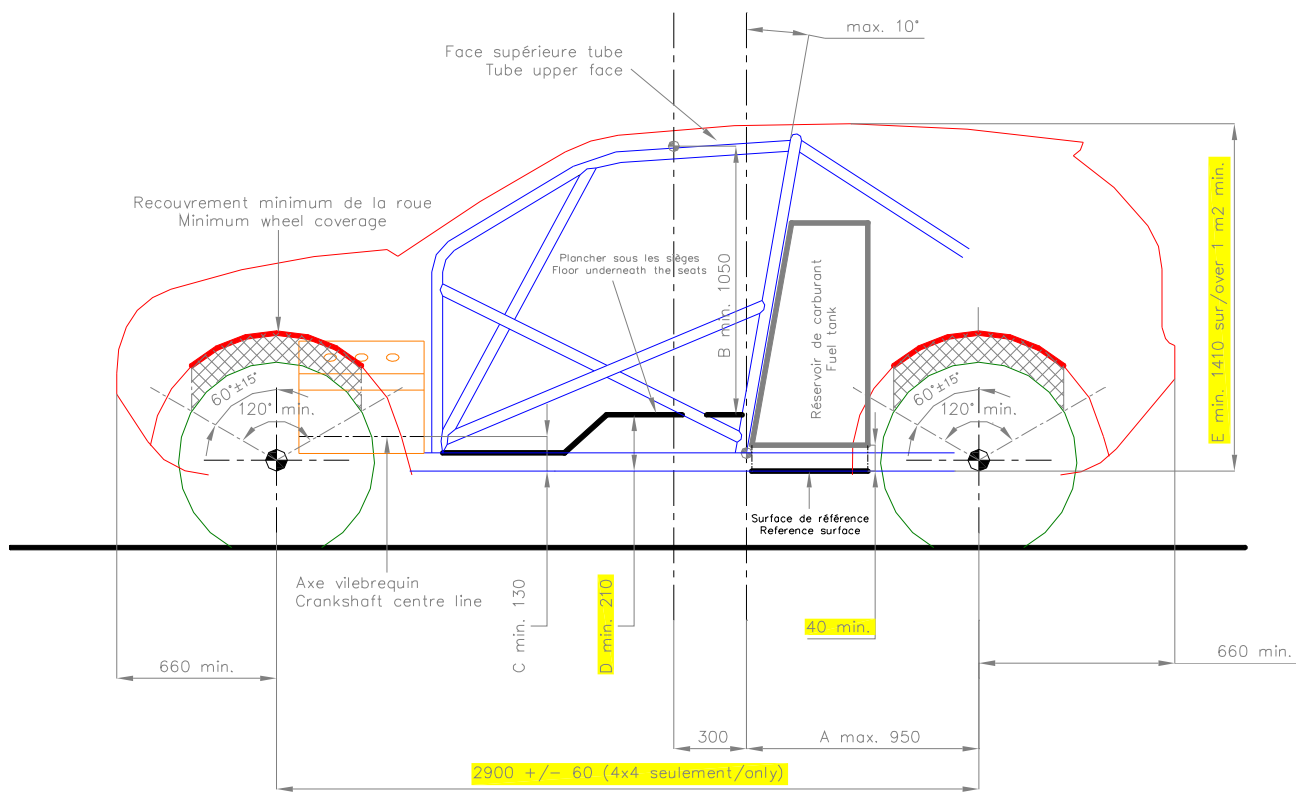 max. 10°
Face supérieure tube
Tube upper face
Recouvrement minimum de la roue
Minimum wheel coverage
Plancher sous les sièges
Floor underneath the seats
B min. 1050
E min. 1410 sur/over 1 m2 min.
Réservoir de carburant
Fuel tank
60°±15°
120° min.
60°±15°
120° min.
Surface de référence
Reference surface
Axe vilebrequin
Crankshaft centre line
C min. 130
D min. 210
40 min.
660 min.
660 min.
300
A max. 950
2900 +/- 60 (4x4 seulement/only)